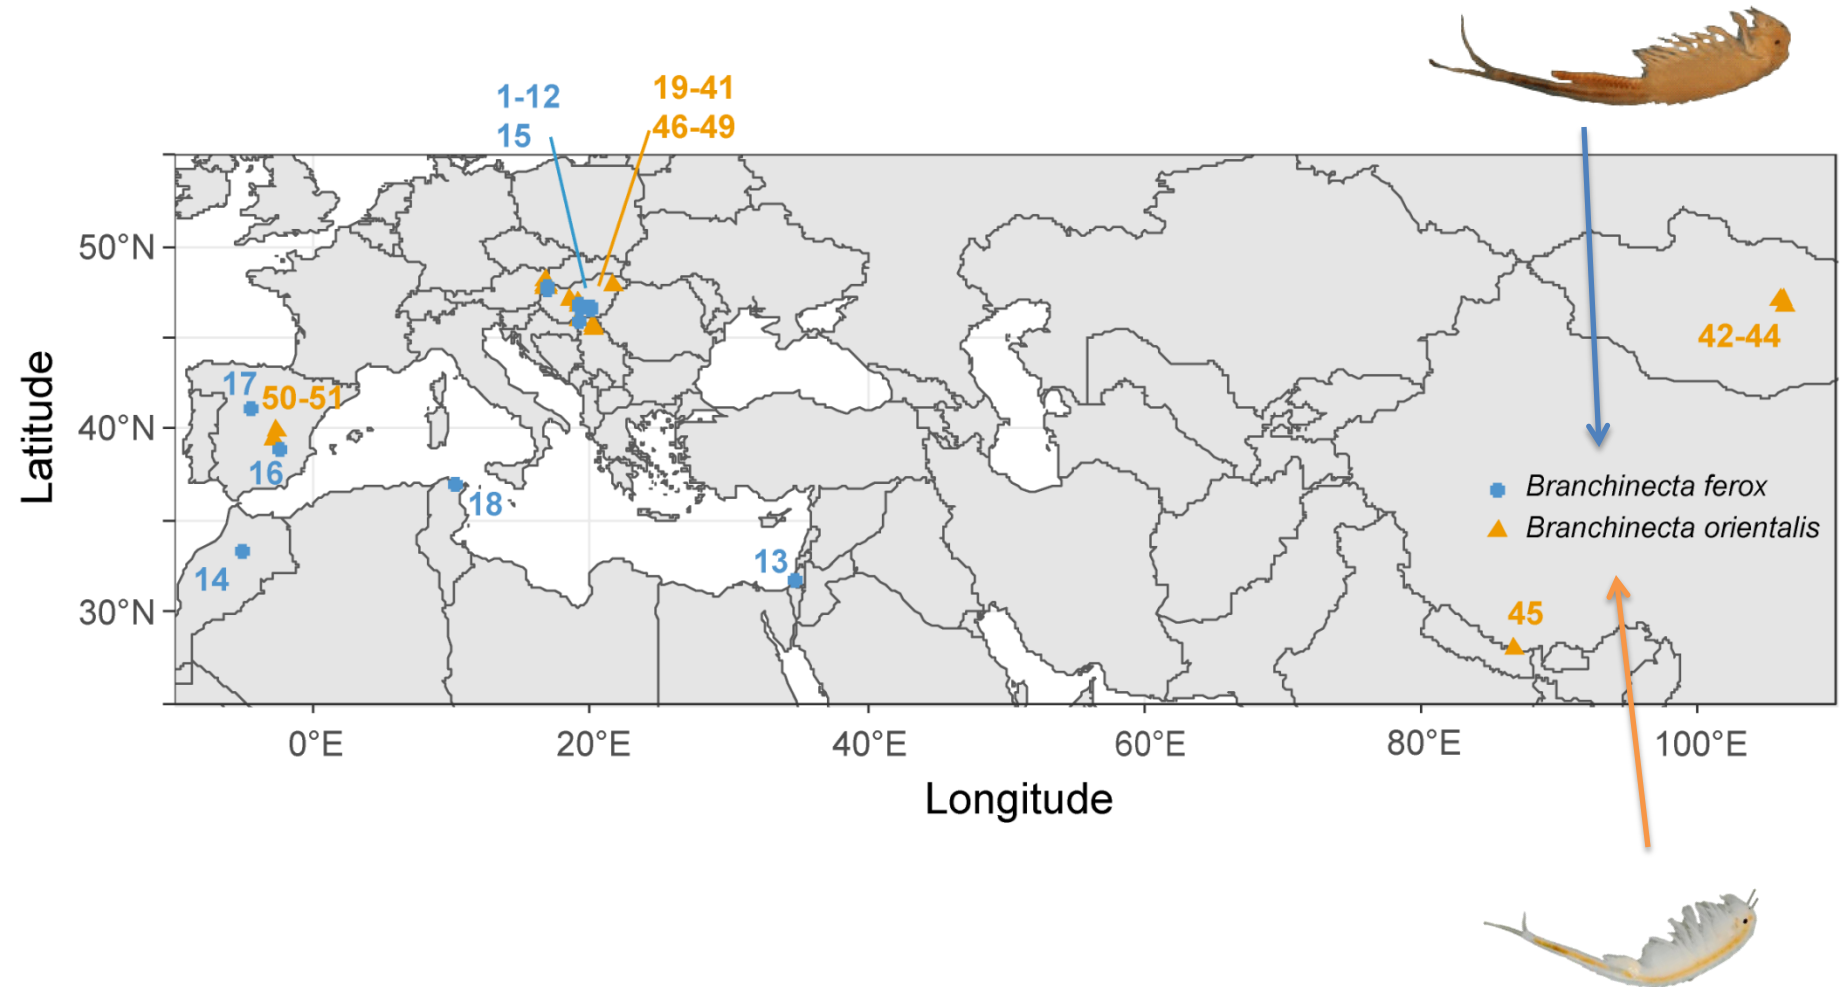 1-12
15
19-41
46-49
50°N
40°N
30°N
Latitude
17
50-51
16
18
14
13
42-44
45
Branchinecta ferox
Branchinecta orientalis
0°E
20°E
40°E
60°E
80°E
100°E
Longitude